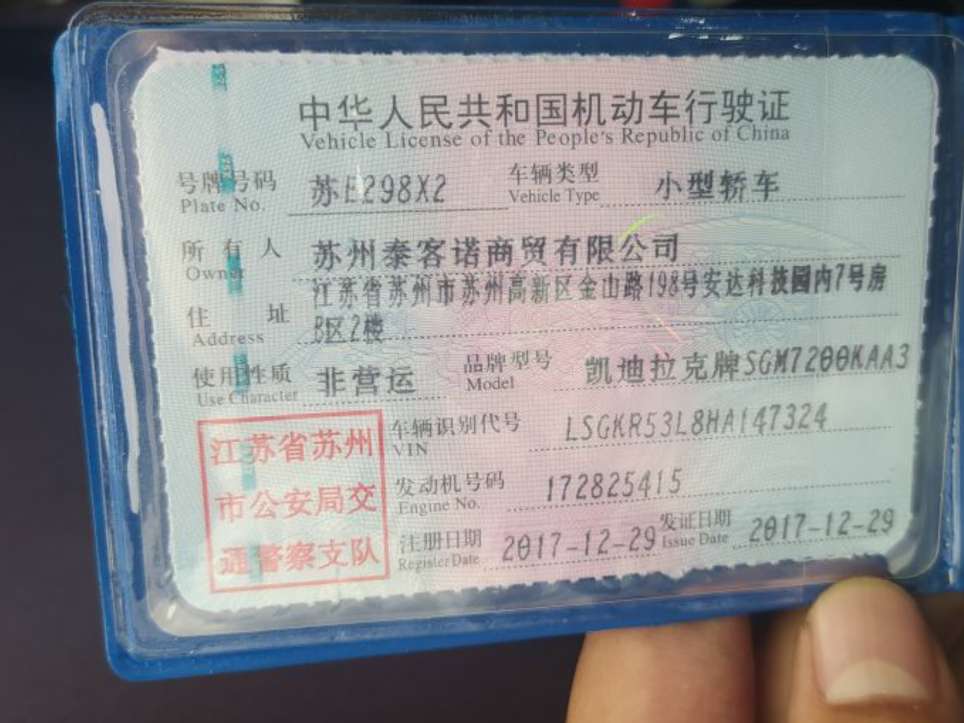 中华人民共和国机动车行驶证
Vehicle License of the People's Republic of China
号牌号码 苏E298X2 车辆类型 小型轿车
Plate No. Vehicle Type
所有人 苏州泰客诺商贸有限公司
Owner
江苏省苏州市苏州高新区金山路198号安达科技园内7号房
住址 B区2楼
Address
使用性质 非营运 品牌型号 凯迪拉克牌SGM7200KAA3
Use Character Model
江苏省苏州 车辆识别代号 LSGKR53L8HA147324
VIN
市公安局交 发动机号码 172825415
Engine No.
通警察支队 注册日期 2017-12-29 发证日期 2017-12-29
Register Date Issue Date